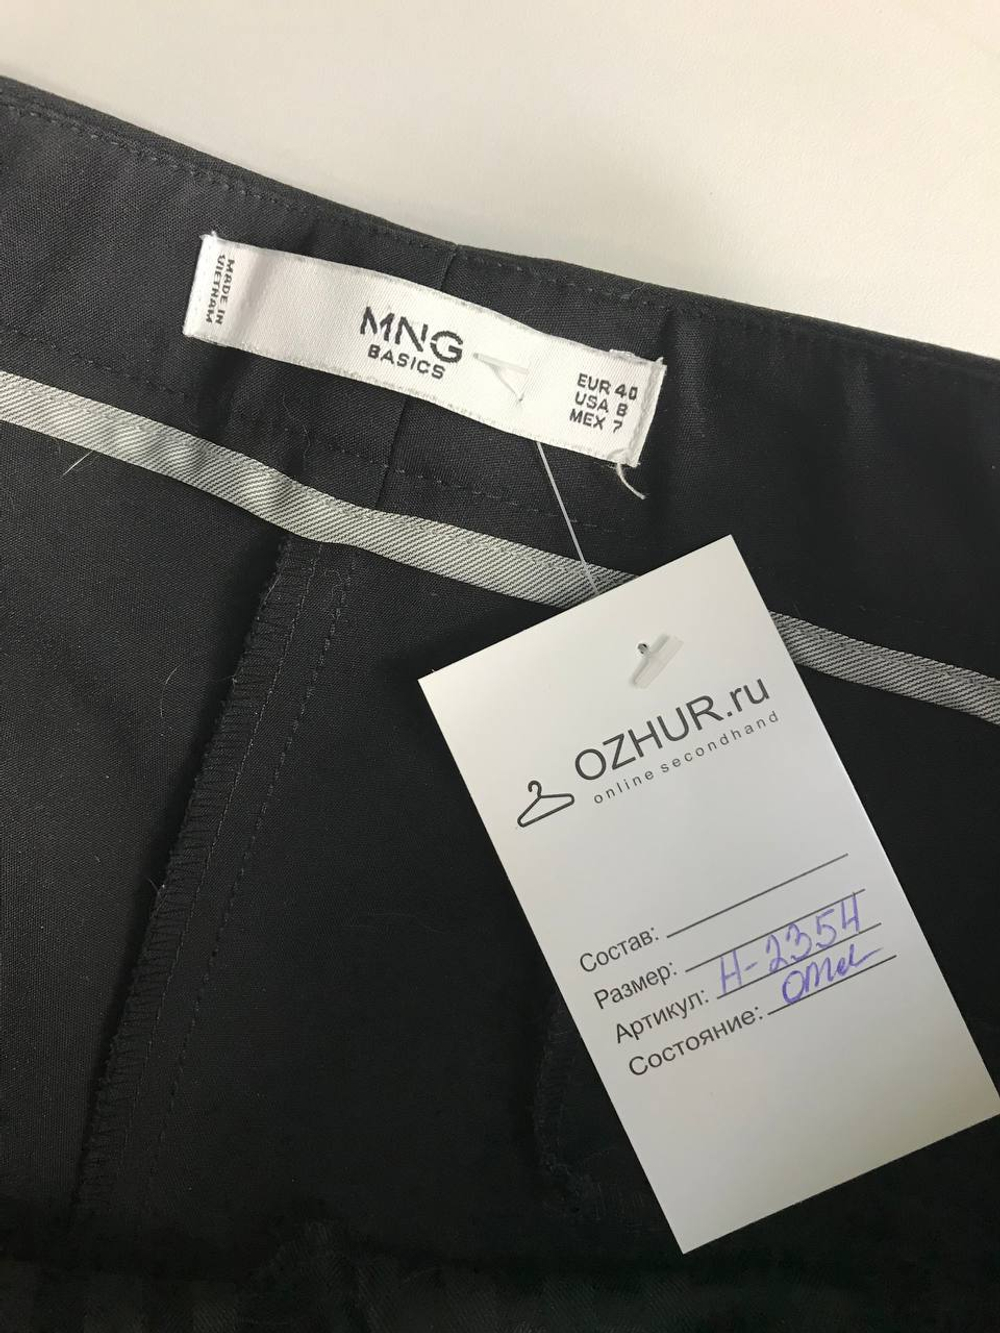 MADE IN
VIETNAM
MNG
BASICS
EUR 40
USA 8
MEX 7
OZHUR.ru
online secondhand
Состав:
Размер:
Артикул: Н-2354
Состояние: отл